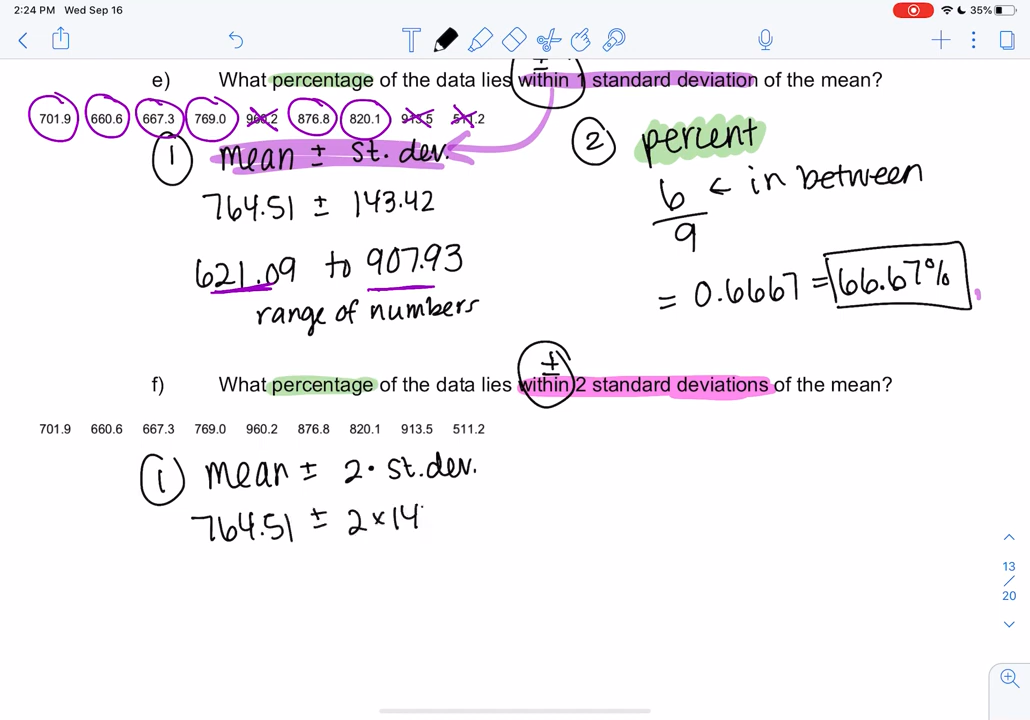 2:24 PM Wed Sep 16
35%
e) What percentage of the data lies within 1 standard deviation of the mean?
±
701.9 660.6 667.3 769.0 960.2 876.8 820.1 913.5 511.2
1 mean ± st. dev.
764.51 ± 143.42
621.09 to 907.93
range of numbers
2 percent
6 ← in between
9
= 0.6667 = 66.67%
f) What percentage of the data lies within 2 standard deviations of the mean?
±
701.9 660.6 667.3 769.0 960.2 876.8 820.1 913.5 511.2
1 mean ± 2 • st. dev.
764.51 ± 2 × 14
13
/
20